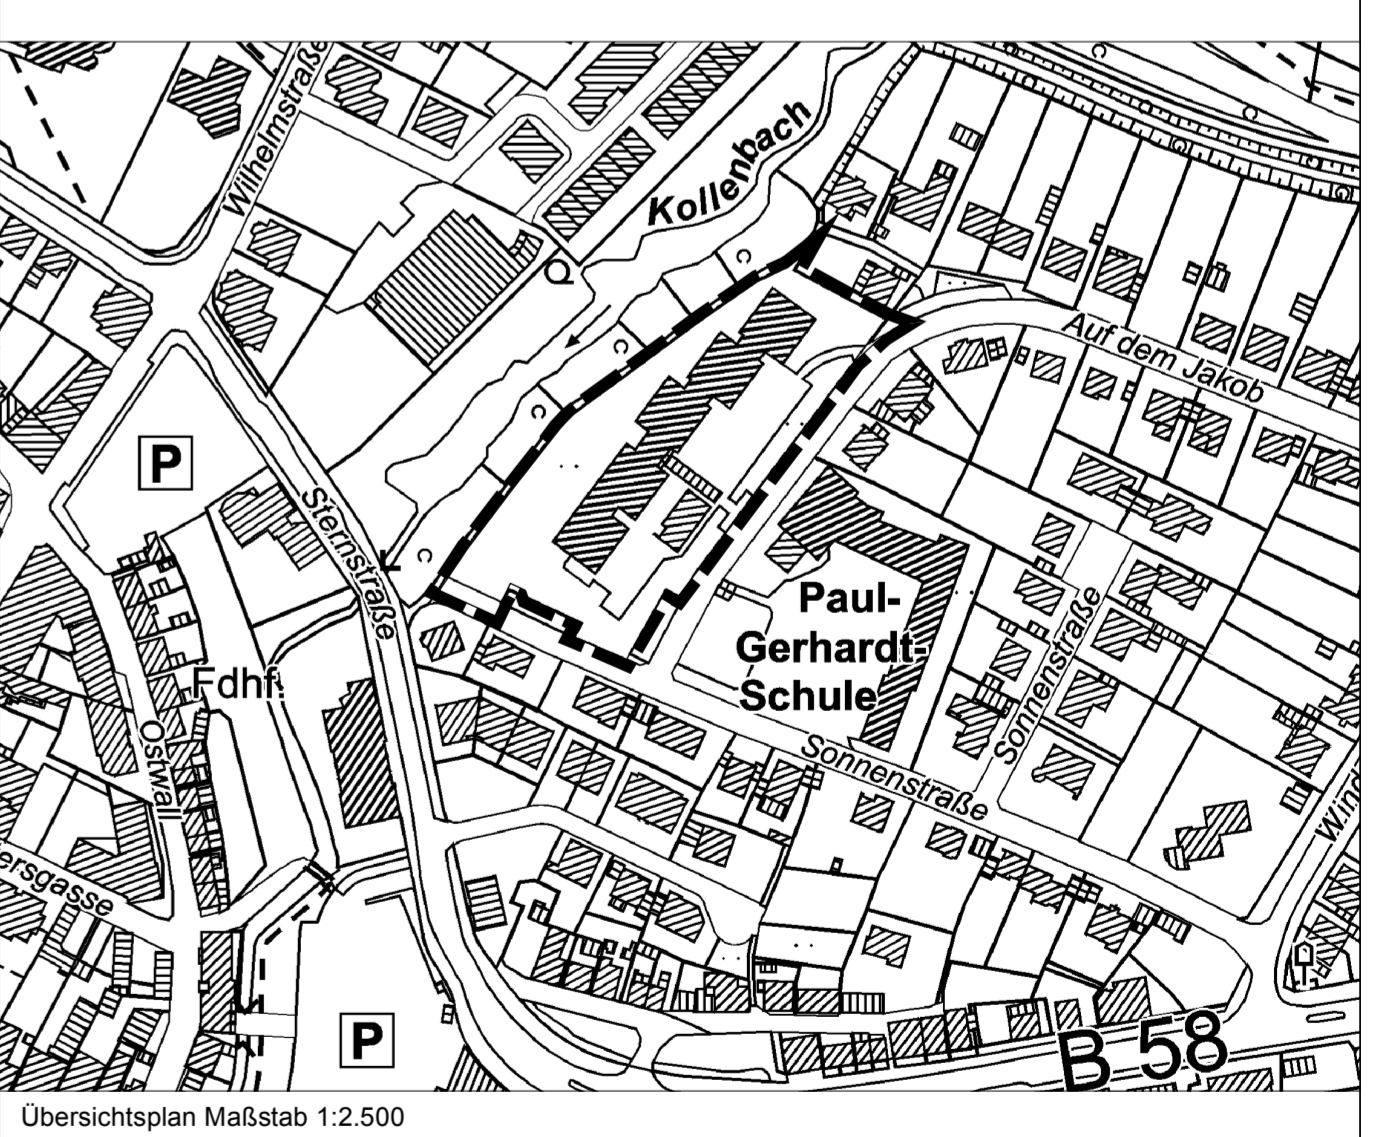 Wilhelmstraße
Kollenbach
Auf dem Jakob
P
Sternstraße
Paul-
Gerhardt-
Schule
Sonnenstraße
Fdhf.
Ostwall
Sonnenstraße
ersgasse
Wind
P
B 58
Übersichtsplan Maßstab 1:2.500